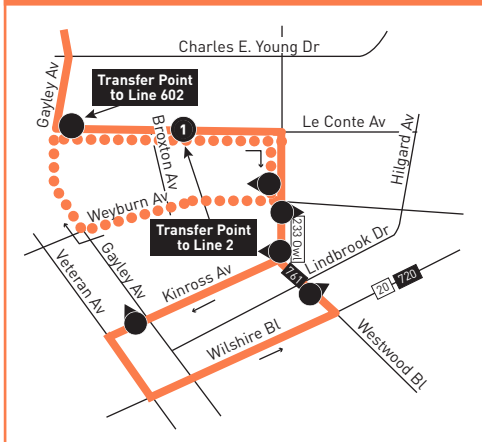 Charles E. Young Dr
Gayley Av
Transfer Point
to Line 602
Broxton Av
1
Le Conte Av
Hilgard Av
Weyburn Av
Transfer Point
to Line 2
233 Owl
Lindbrook Dr
761
Gayley Av
Veteran Av
Kinross Av
20
720
Wilshire Bl
Westwood Bl